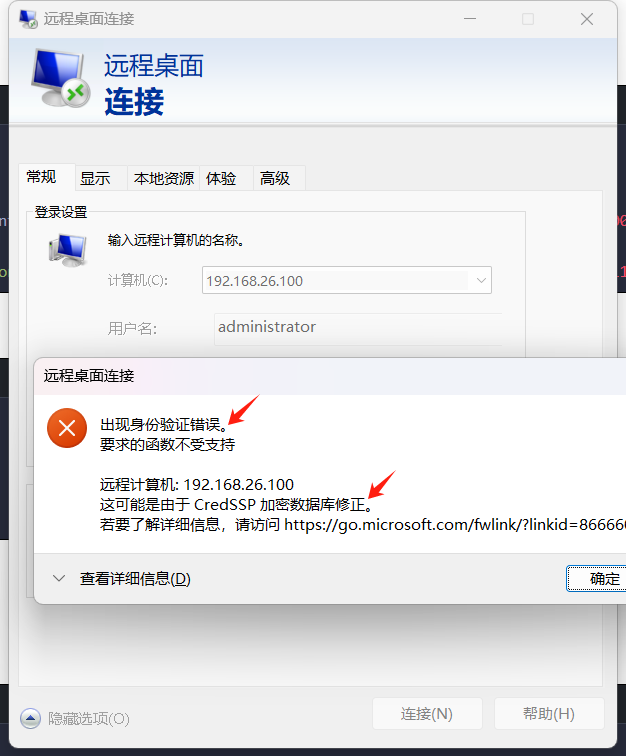 远程桌面连接
远程桌面
连接
常规 显示 本地资源 体验 高级
登录设置
输入远程计算机的名称。
计算机(C): 192.168.26.100
用户名: administrator
远程桌面连接
出现身份验证错误。
要求的函数不受支持
远程计算机: 192.168.26.100
这可能是由于 CredSSP 加密数据库修正。
若要了解详细信息，请访问 https://go.microsoft.com/fwlink/?linkid=86666
查看详细信息(D)
确定
隐藏选项(O) 连接(N) 帮助(H)